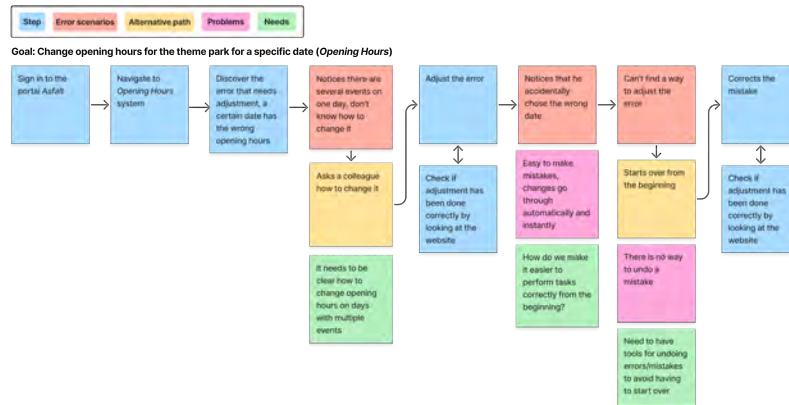 Step
Error scenarios
Alternative path
Problems
Needs
Goal: Change opening hours for the theme park for a specific date (Opening Hours)
Sign in to the
portal Asfalt
Navigate to
Opening Hours
system
Discover the
error that needs
adjustment, a
certain date has
the wrong
opening hours
Notices there are
several events on
one day, don't
know how to
change it
Asks a colleague
how to change it
It needs to be
clear how to
change opening
hours on days
with multiple
events
Adjust the error
Check if
adjustment has
been done
correctly by
looking at the
website
Notices that he
accidentally
chose the wrong
date
Easy to make
mistakes,
changes go
through
automatically and
instantly
How do we make
it easier to
perform tasks
correctly from the
beginning?
Can't find a way
to adjust the
error
Starts over from
the beginning
There is no way
to undo a
mistake
Need to have
tools for undoing
errors/mistakes
to avoid having
to start over
Corrects the
mistake
Check if
adjustment has
been done
correctly by
looking at the
website